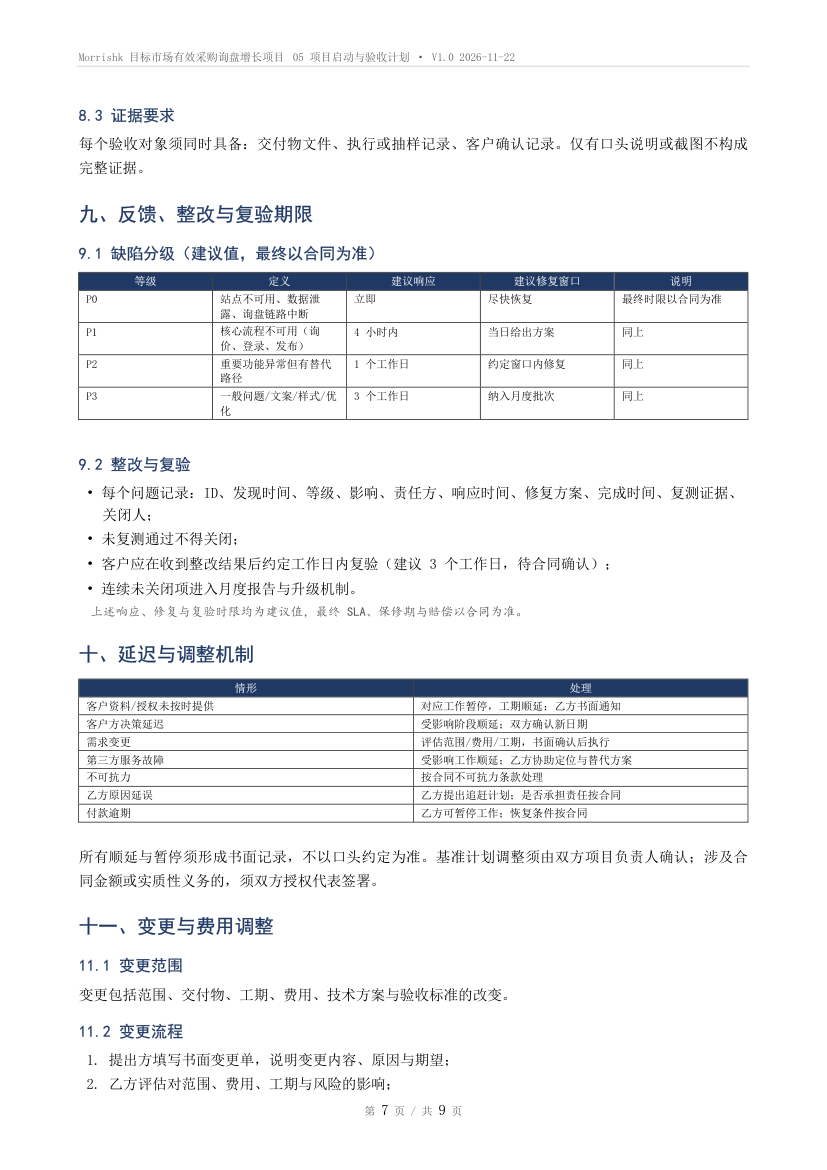 Morrishk 目标市场有效采购询盘增长项目 05 项目启动与验收计划 • V1.0 2026-11-22
8.3 证据要求
每个验收对象须同时具备：交付物文件、执行或抽样记录、客户确认记录。仅有口头说明或截图不构成
完整证据。
九、反馈、整改与复验期限
9.1 缺陷分级（建议值，最终以合同为准）
等级 定义 建议响应 建议修复窗口 说明
P0 站点不可用、数据泄 立即 尽快恢复 最终时限以合同为准
露、询盘链路中断
P1 核心流程不可用（询 4 小时内 当日给出方案 同上
价、登录、发布）
P2 重要功能异常但有替代 1 个工作日 约定窗口内修复 同上
路径
P3 一般问题/文案/样式/优 3 个工作日 纳入月度批次 同上
化
9.2 整改与复验
• 每个问题记录：ID、发现时间、等级、影响、责任方、响应时间、修复方案、完成时间、复测证据、
关闭人；
• 未复测通过不得关闭；
• 客户应在收到整改结果后约定工作日内复验（建议 3 个工作日，待合同确认）；
• 连续未关闭项进入月度报告与升级机制。
上述响应、修复与复验时限均为建议值，最终 SLA、保修期与赔偿以合同为准。
十、延迟与调整机制
情形 处理
客户资料/授权未按时提供 对应工作暂停，工期顺延；乙方书面通知
客户方决策延迟 受影响阶段顺延；双方确认新日期
需求变更 评估范围/费用/工期，书面确认后执行
第三方服务故障 受影响工作顺延；乙方协助定位与替代方案
不可抗力 按合同不可抗力条款处理
乙方原因延误 乙方提出追赶计划；是否承担责任按合同
付款逾期 乙方可暂停工作；恢复条件按合同
所有顺延与暂停须形成书面记录，不以口头约定为准。基准计划调整须由双方项目负责人确认；涉及合
同金额或实质性义务的，须双方授权代表签署。
十一、变更与费用调整
11.1 变更范围
变更包括范围、交付物、工期、费用、技术方案与验收标准的改变。
11.2 变更流程
1. 提出方填写书面变更单，说明变更内容、原因与期望；
2. 乙方评估对范围、费用、工期与风险的影响；
第 7 页 / 共 9 页